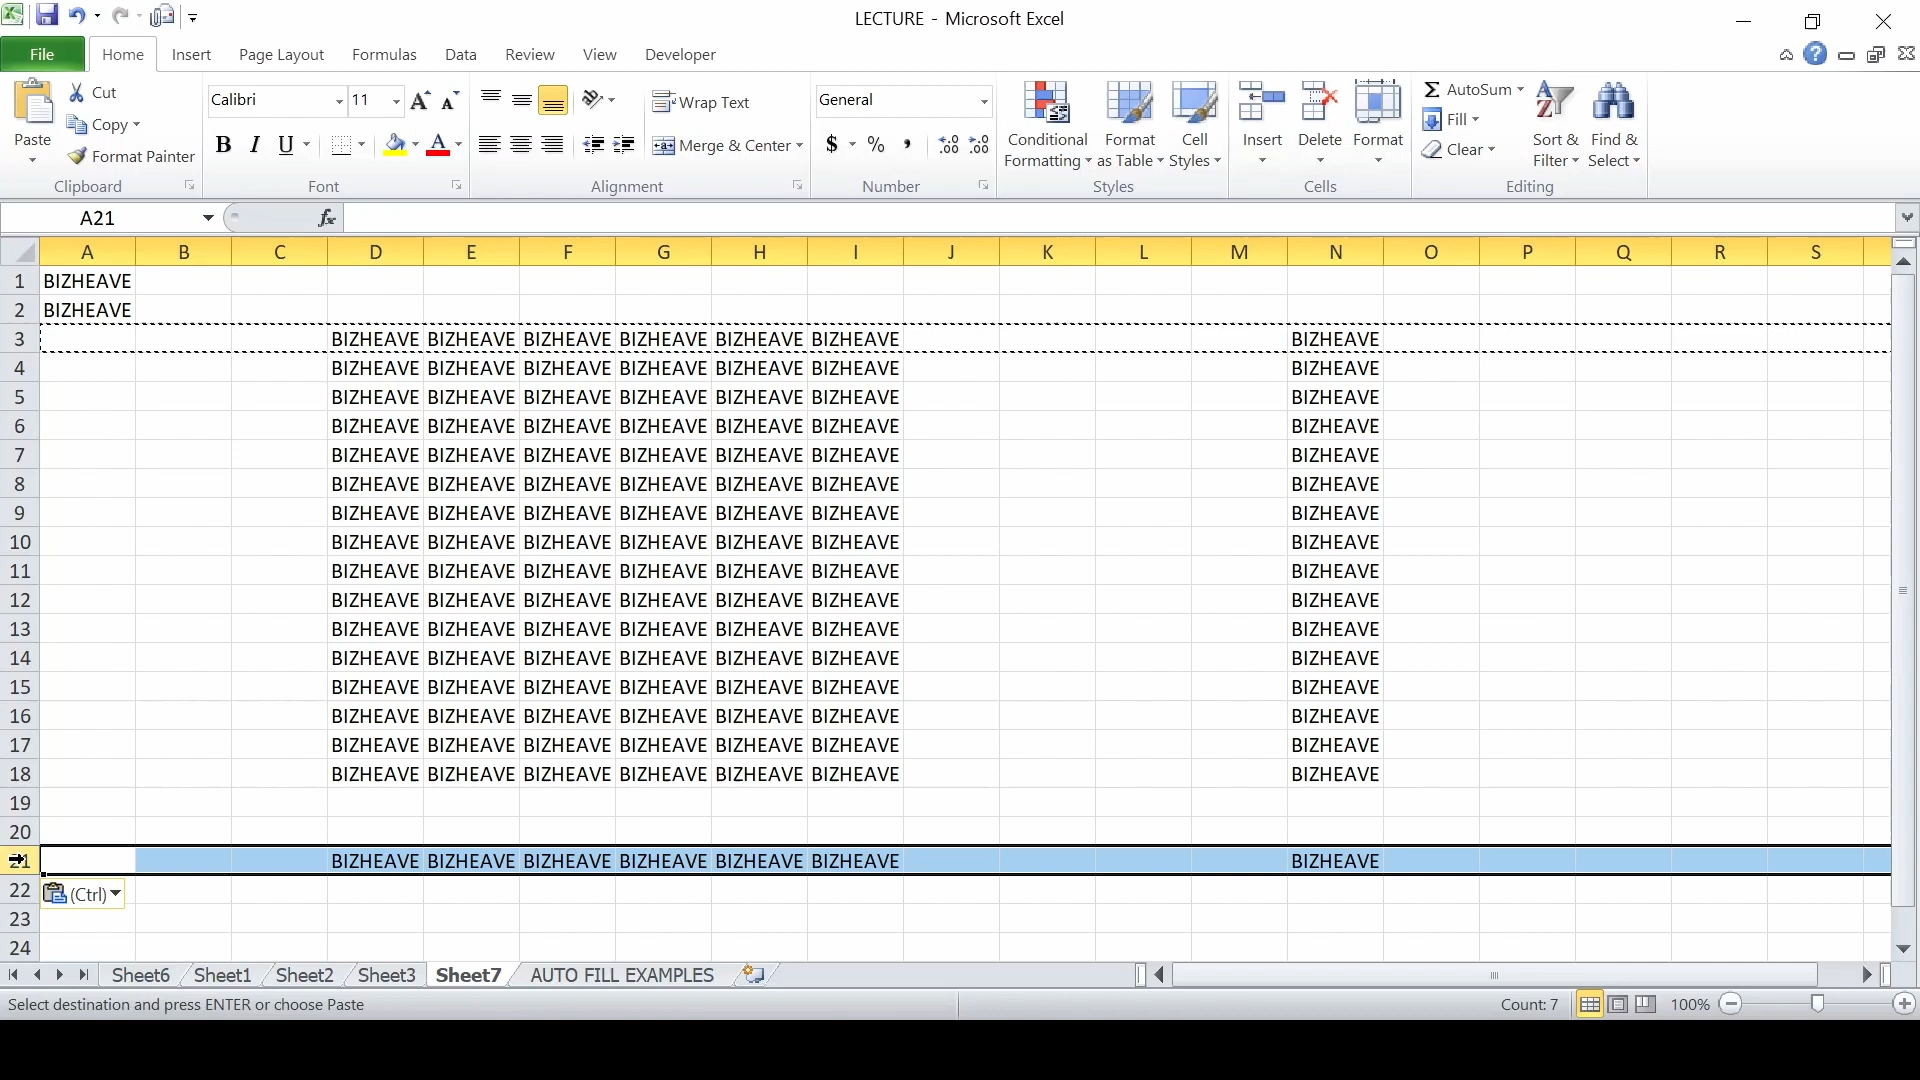 LECTURE - Microsoft Excel
File Home Insert Page Layout Formulas Data Review View Developer
Paste Cut Copy Format Painter Clipboard
Calibri 11 B I U A Font
Wrap Text Merge & Center Alignment
General $ % , .0 .00 Number
Conditional Formatting Format as Table Cell Styles Styles
Insert Delete Format Cells
AutoSum Fill Clear Sort & Filter Find & Select Editing
A21 fx
A B C D E F G H I J K L M N O P Q R S
1 BIZHEAVE
2 BIZHEAVE
3 BIZHEAVE BIZHEAVE BIZHEAVE BIZHEAVE BIZHEAVE BIZHEAVE BIZHEAVE
4 BIZHEAVE BIZHEAVE BIZHEAVE BIZHEAVE BIZHEAVE BIZHEAVE BIZHEAVE
5 BIZHEAVE BIZHEAVE BIZHEAVE BIZHEAVE BIZHEAVE BIZHEAVE BIZHEAVE
6 BIZHEAVE BIZHEAVE BIZHEAVE BIZHEAVE BIZHEAVE BIZHEAVE BIZHEAVE
7 BIZHEAVE BIZHEAVE BIZHEAVE BIZHEAVE BIZHEAVE BIZHEAVE BIZHEAVE
8 BIZHEAVE BIZHEAVE BIZHEAVE BIZHEAVE BIZHEAVE BIZHEAVE BIZHEAVE
9 BIZHEAVE BIZHEAVE BIZHEAVE BIZHEAVE BIZHEAVE BIZHEAVE BIZHEAVE
10 BIZHEAVE BIZHEAVE BIZHEAVE BIZHEAVE BIZHEAVE BIZHEAVE BIZHEAVE
11 BIZHEAVE BIZHEAVE BIZHEAVE BIZHEAVE BIZHEAVE BIZHEAVE BIZHEAVE
12 BIZHEAVE BIZHEAVE BIZHEAVE BIZHEAVE BIZHEAVE BIZHEAVE BIZHEAVE
13 BIZHEAVE BIZHEAVE BIZHEAVE BIZHEAVE BIZHEAVE BIZHEAVE BIZHEAVE
14 BIZHEAVE BIZHEAVE BIZHEAVE BIZHEAVE BIZHEAVE BIZHEAVE BIZHEAVE
15 BIZHEAVE BIZHEAVE BIZHEAVE BIZHEAVE BIZHEAVE BIZHEAVE BIZHEAVE
16 BIZHEAVE BIZHEAVE BIZHEAVE BIZHEAVE BIZHEAVE BIZHEAVE BIZHEAVE
17 BIZHEAVE BIZHEAVE BIZHEAVE BIZHEAVE BIZHEAVE BIZHEAVE BIZHEAVE
18 BIZHEAVE BIZHEAVE BIZHEAVE BIZHEAVE BIZHEAVE BIZHEAVE BIZHEAVE
19
20
21 BIZHEAVE BIZHEAVE BIZHEAVE BIZHEAVE BIZHEAVE BIZHEAVE BIZHEAVE
22 (Ctrl)
23
24
Sheet6 Sheet1 Sheet2 Sheet3 Sheet7 AUTO FILL EXAMPLES
Select destination and press ENTER or choose Paste Count: 7 100%